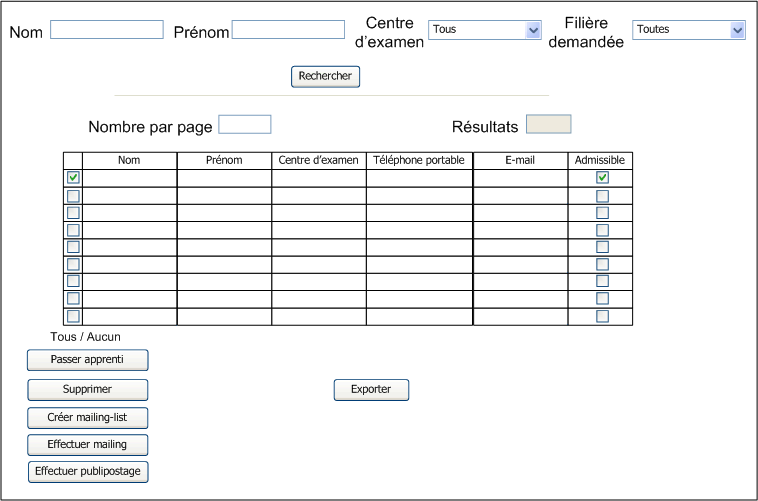 Nom Prénom Centre d'examen Tous Filière demandée Toutes
Rechercher
Nombre par page Résultats
Nom Prénom Centre d'examen Téléphone portable E-mail Admissible
Tous / Aucun
Passer apprenti
Supprimer Exporter
Créer mailing-list
Effectuer mailing
Effectuer publipostage